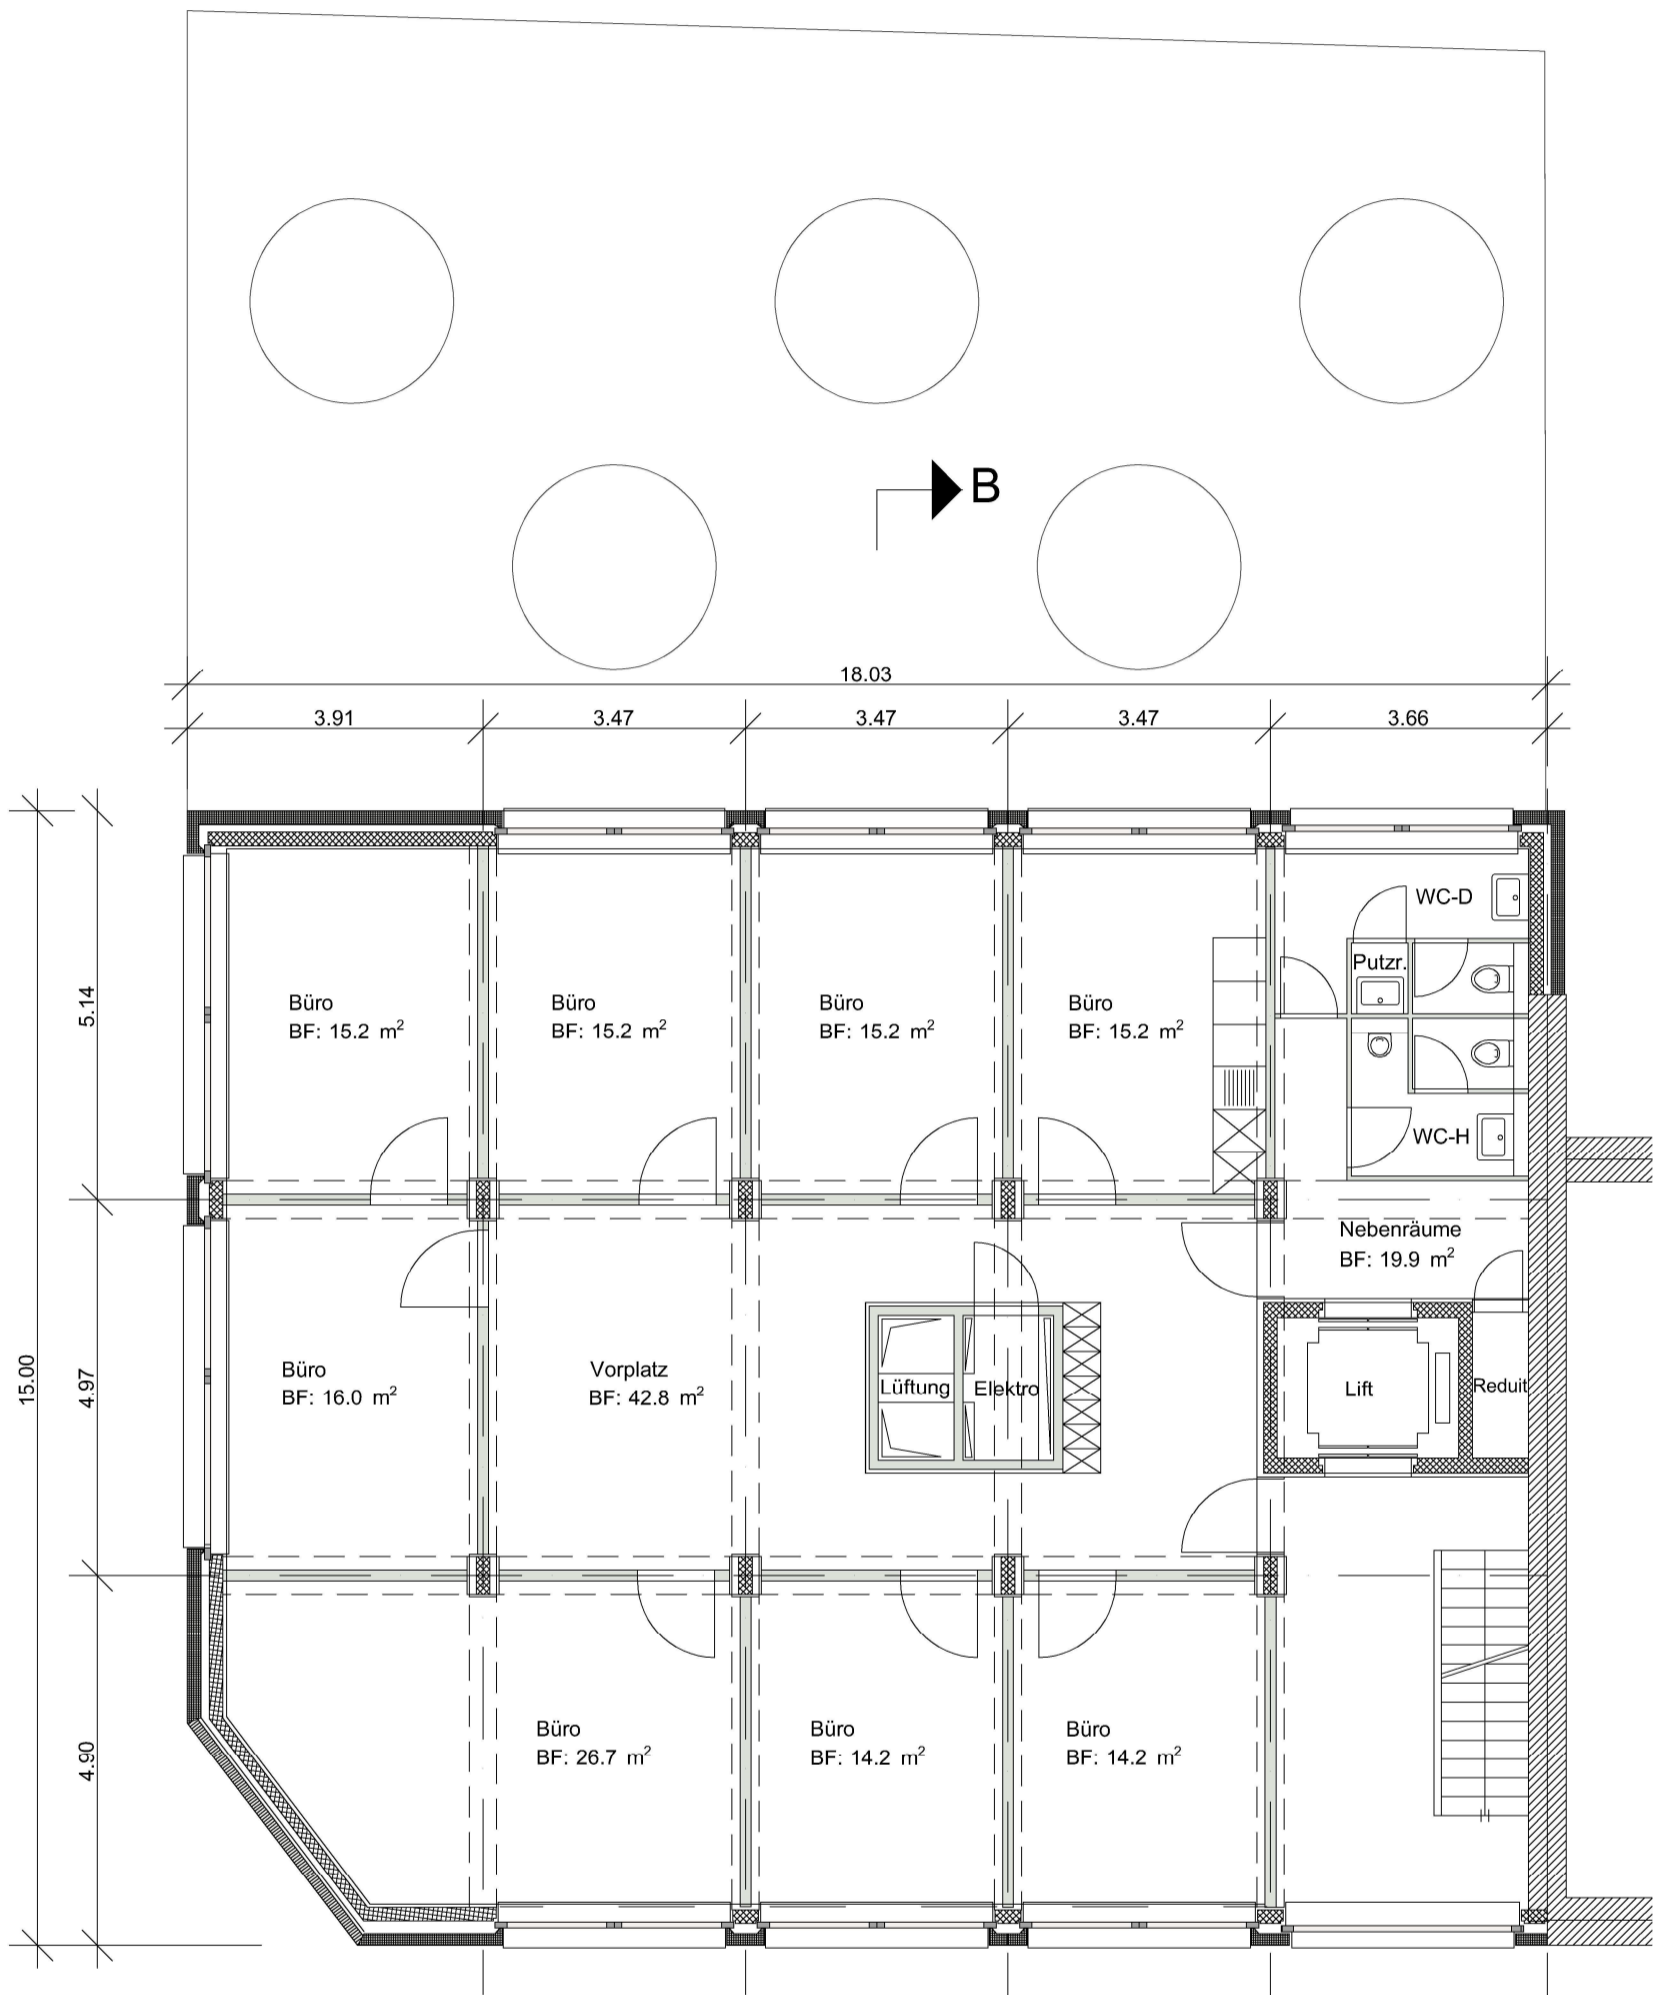 B
18.03
3.91
3.47
3.47
3.47
3.66
WC-D
Putzr.
5.14
Büro
BF: 15.2 m²
Büro
BF: 15.2 m²
Büro
BF: 15.2 m²
Büro
BF: 15.2 m²
WC-H
Nebenräume
BF: 19.9 m²
15.00
4.97
Büro
BF: 16.0 m²
Vorplatz
BF: 42.8 m²
Lüftung
Elektro
Lift
Reduit
4.90
Büro
BF: 26.7 m²
Büro
BF: 14.2 m²
Büro
BF: 14.2 m²